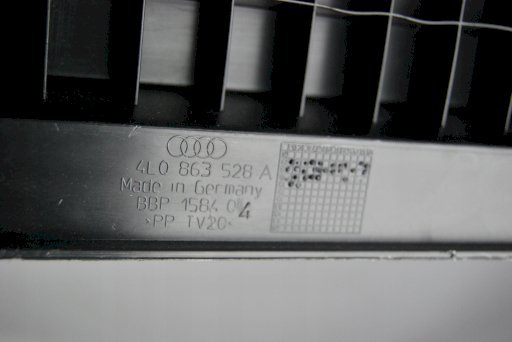 4L0 863 528 A
Made in Germany
BBP 1584 04
>PP TV20<